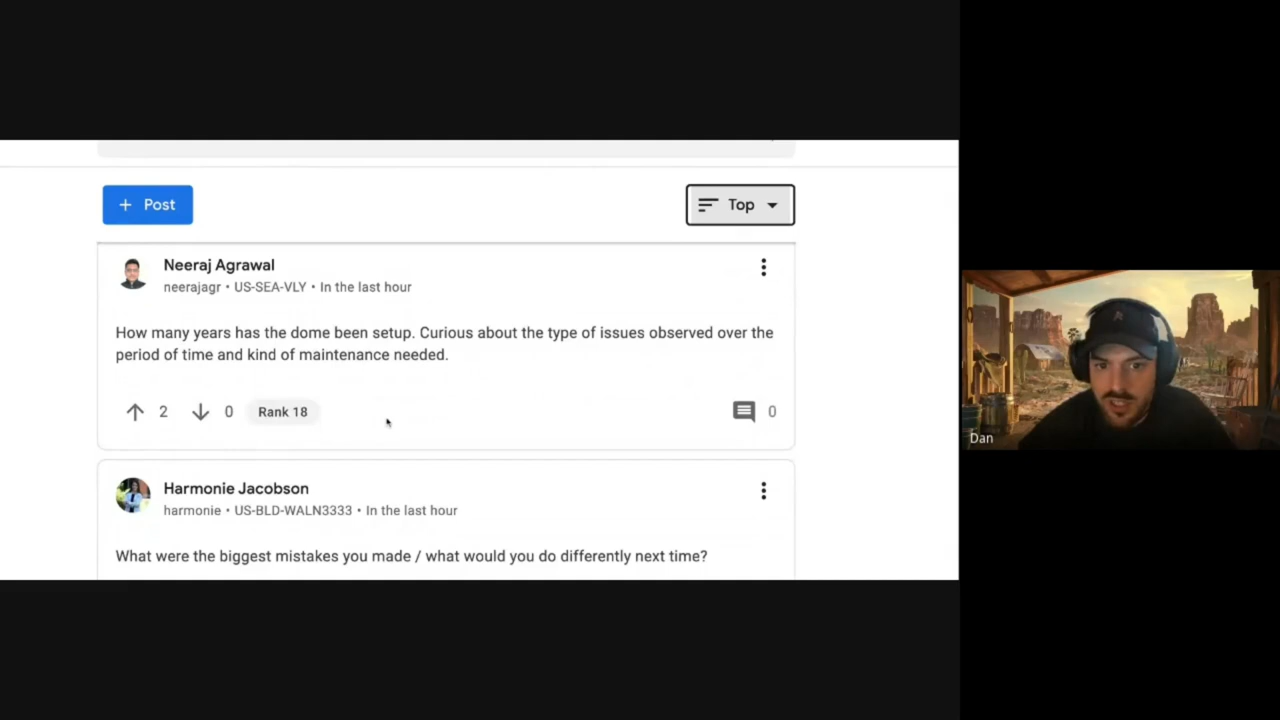 + Post
Top
Neeraj Agrawal
neerajagr • US-SEA-VLY • In the last hour
How many years has the dome been setup. Curious about the type of issues observed over the
period of time and kind of maintenance needed.
2 0 Rank 18 0
Harmonie Jacobson
harmonie • US-BLD-WALN3333 • In the last hour
What were the biggest mistakes you made / what would you do differently next time?
Dan